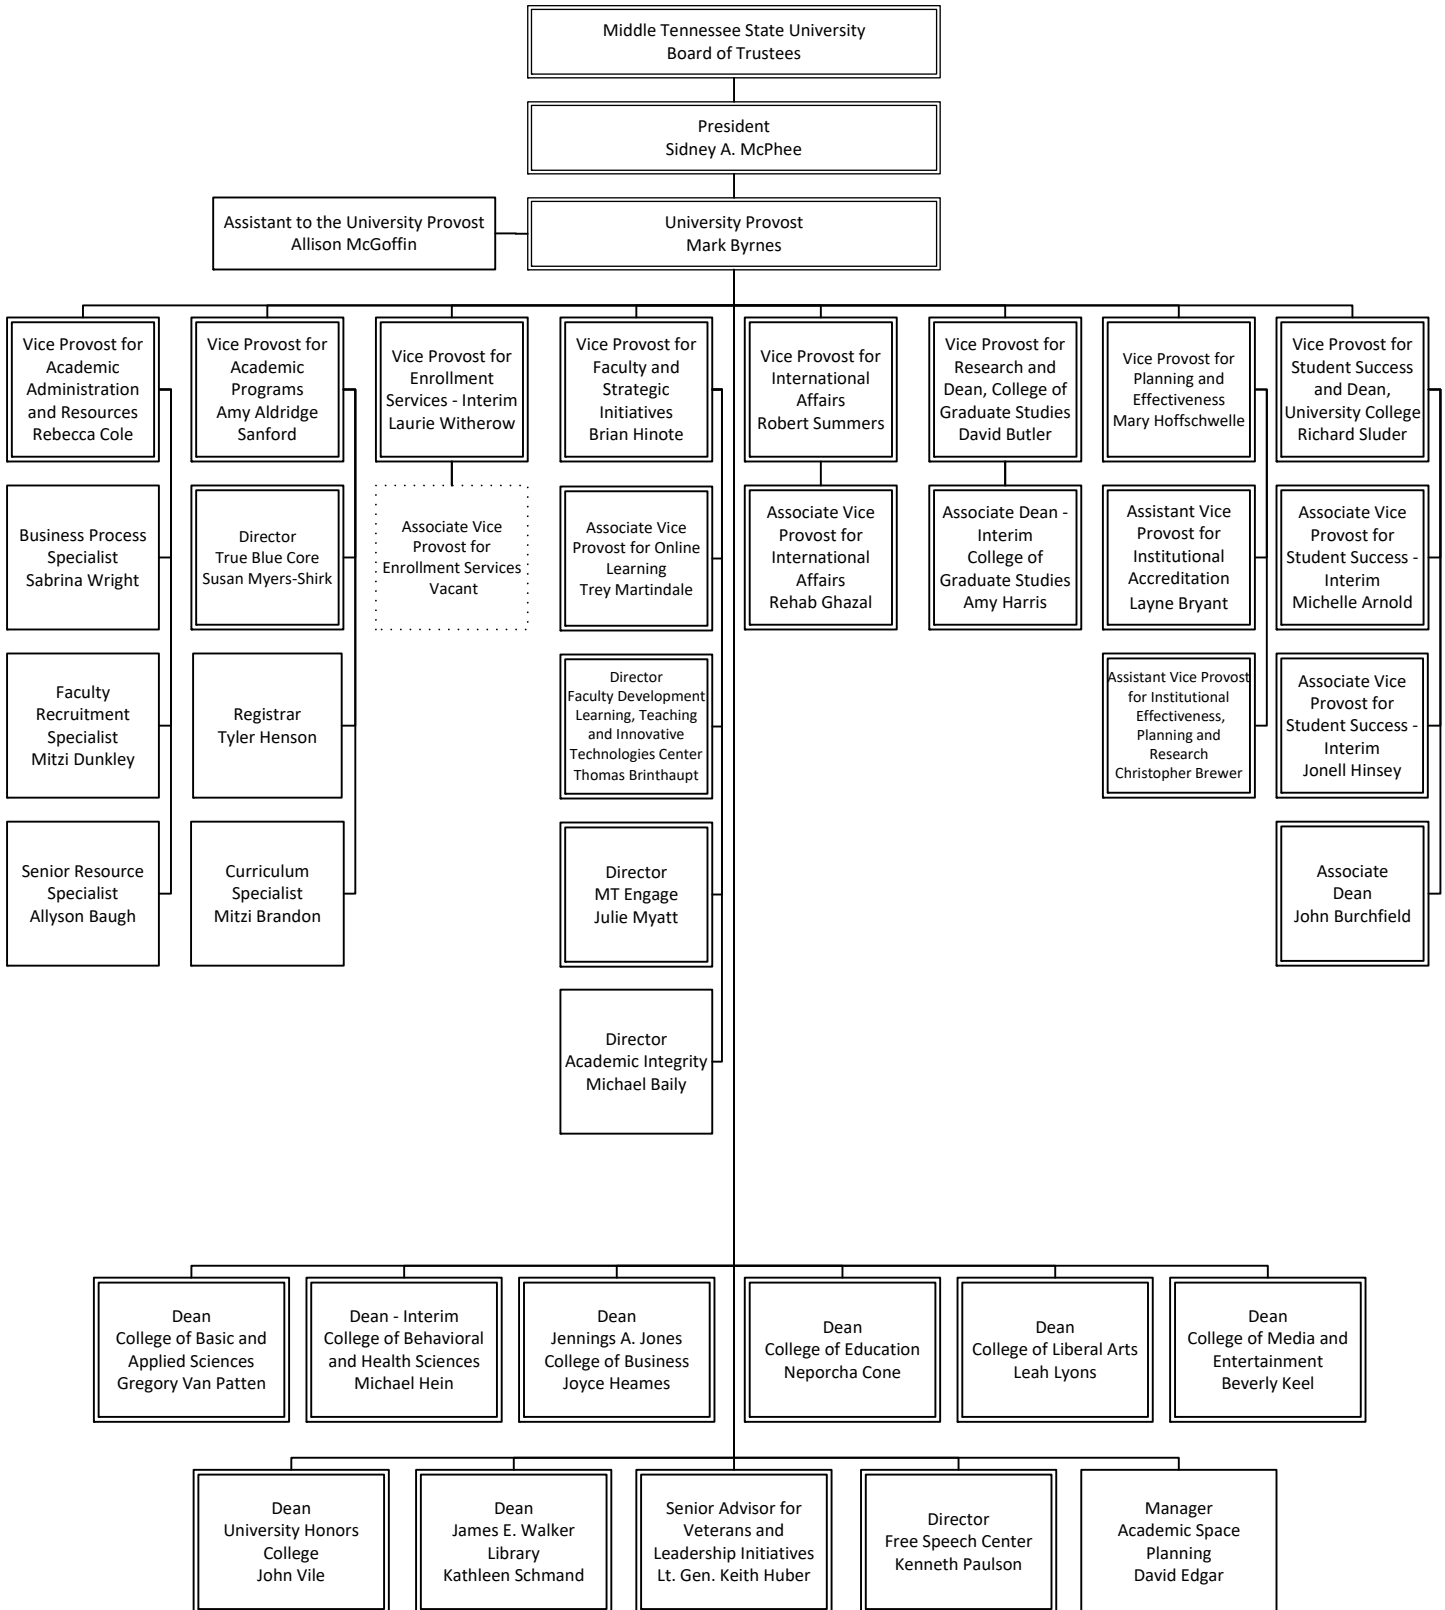 Middle Tennessee State University
Board of Trustees
President
Sidney A. McPhee
Assistant to the University Provost
Allison McGoffin
University Provost
Mark Byrnes
Vice Provost for
Academic
Administration
and Resources
Rebecca Cole
Vice Provost for
Academic
Programs
Amy Aldridge
Sanford
Vice Provost for
Enrollment
Services - Interim
Laurie Witherow
Vice Provost for
Faculty and
Strategic
Initiatives
Brian Hinote
Vice Provost for
International
Affairs
Robert Summers
Vice Provost for
Research and
Dean, College of
Graduate Studies
David Butler
Vice Provost for
Planning and
Effectiveness
Mary Hoffschwelle
Vice Provost for
Student Success
and Dean,
University College
Richard Sluder
Business Process
Specialist
Sabrina Wright
Director
True Blue Core
Susan Myers-Shirk
Associate Vice
Provost for
Enrollment Services
Vacant
Associate Vice
Provost for Online
Learning
Trey Martindale
Associate Vice
Provost for
International
Affairs
Rehab Ghazal
Associate Dean -
Interim
College of
Graduate Studies
Amy Harris
Assistant Vice
Provost for
Institutional
Accreditation
Layne Bryant
Associate Vice
Provost for
Student Success -
Interim
Michelle Arnold
Faculty
Recruitment
Specialist
Mitzi Dunkley
Registrar
Tyler Henson
Director
Faculty Development
Learning, Teaching
and Innovative
Technologies Center
Thomas Brinthaupt
Assistant Vice Provost
for Institutional
Effectiveness,
Planning and
Research
Christopher Brewer
Associate Vice
Provost for
Student Success -
Interim
Jonell Hinsey
Senior Resource
Specialist
Allyson Baugh
Curriculum
Specialist
Mitzi Brandon
Director
MT Engage
Julie Myatt
Associate
Dean
John Burchfield
Director
Academic Integrity
Michael Baily
Dean
College of Basic and
Applied Sciences
Gregory Van Patten
Dean - Interim
College of Behavioral
and Health Sciences
Michael Hein
Dean
Jennings A. Jones
College of Business
Joyce Heames
Dean
College of Education
Neporcha Cone
Dean
College of Liberal Arts
Leah Lyons
Dean
College of Media and
Entertainment
Beverly Keel
Dean
University Honors
College
John Vile
Dean
James E. Walker
Library
Kathleen Schmand
Senior Advisor for
Veterans and
Leadership Initiatives
Lt. Gen. Keith Huber
Director
Free Speech Center
Kenneth Paulson
Manager
Academic Space
Planning
David Edgar